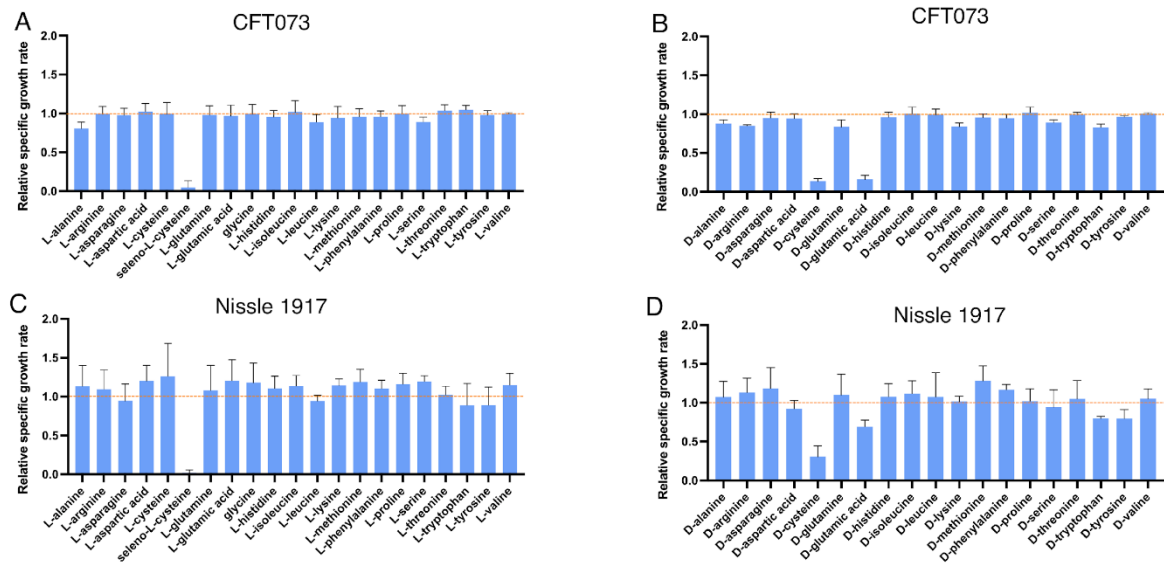 A
CFT073
Relative specific growth rate
2.0
1.5
1.0
0.5
0.0
L-alanine
L-arginine
L-asparagine
L-aspartic acid
L-cysteine
seleno-L-cysteine
L-glutamine
L-glutamic acid
glycine
L-histidine
L-isoleucine
L-leucine
L-lysine
L-methionine
L-phenylalanine
L-proline
L-serine
L-threonine
L-tryptophan
L-tyrosine
L-valine
B
CFT073
Relative specific growth rate
2.0
1.5
1.0
0.5
0.0
D-alanine
D-arginine
D-asparagine
D-aspartic acid
D-cysteine
D-glutamine
D-glutamic acid
D-histidine
D-isoleucine
D-leucine
D-lysine
D-methionine
D-phenylalanine
D-proline
D-serine
D-threonine
D-tryptophan
D-tyrosine
D-valine
C
Nissle 1917
Relative specific growth rate
2.0
1.5
1.0
0.5
0.0
L-alanine
L-arginine
L-asparagine
L-aspartic acid
L-cysteine
seleno-L-cysteine
L-glutamine
L-glutamic acid
glycine
L-histidine
L-isoleucine
L-leucine
L-lysine
L-methionine
L-phenylalanine
L-proline
L-serine
L-threonine
L-tryptophan
L-tyrosine
L-valine
D
Nissle 1917
Relative specific growth rate
2.0
1.5
1.0
0.5
0.0
D-alanine
D-arginine
D-asparagine
D-aspartic acid
D-cysteine
D-glutamine
D-glutamic acid
D-histidine
D-isoleucine
D-leucine
D-lysine
D-methionine
D-phenylalanine
D-proline
D-serine
D-threonine
D-tryptophan
D-tyrosine
D-valine